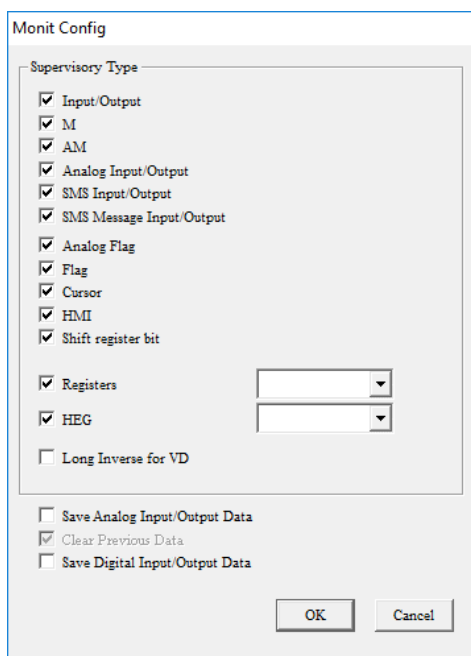 Monit Config
Supervisory Type
Input/Output
M
AM
Analog Input/Output
SMS Input/Output
SMS Message Input/Output
Analog Flag
Flag
Cursor
HMI
Shift register bit
Registers
HEG
Long Inverse for VD
Save Analog Input/Output Data
Clear Previous Data
Save Digital Input/Output Data
OK Cancel